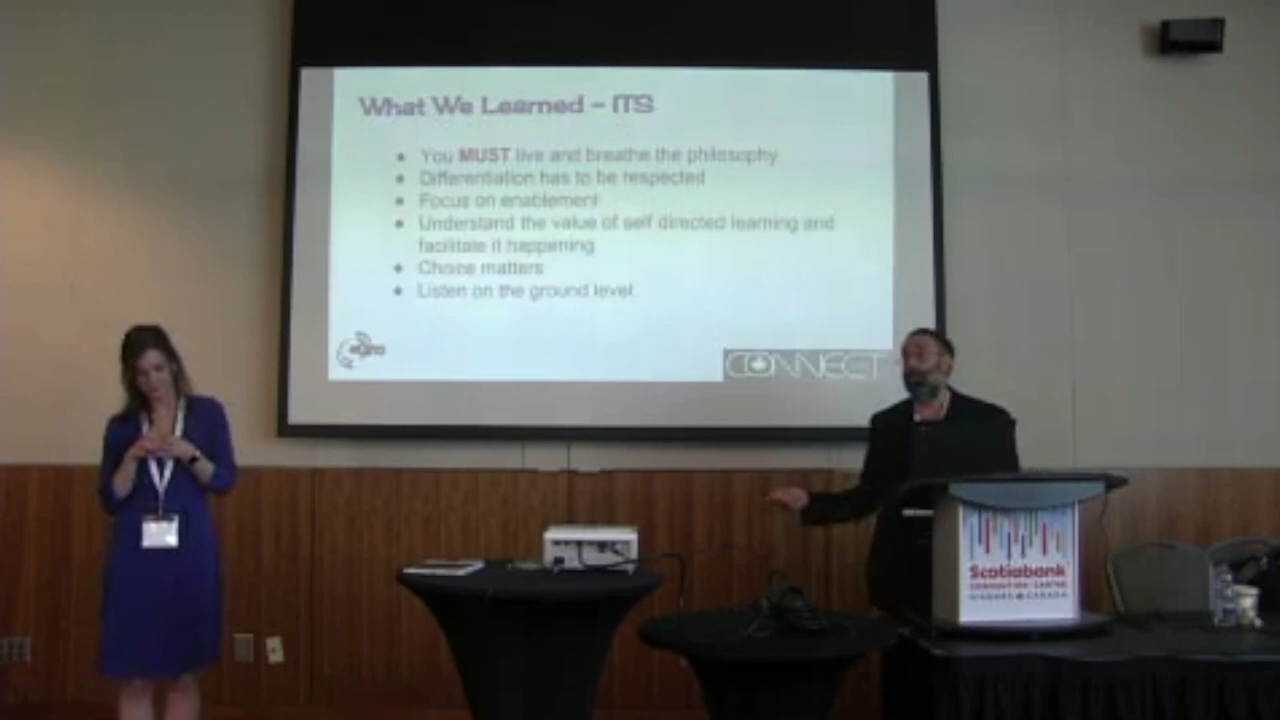 What We Learned – ITS
● You MUST live and breathe the philosophy
● Differentiation has to be respected
● Focus on enablement
● Understand the value of self directed learning and
facilitate it happening
● Choice matters
● Listen on the ground level
CONNECT
Scotiabank
CONVENTION CENTRE
NIAGARA CANADA